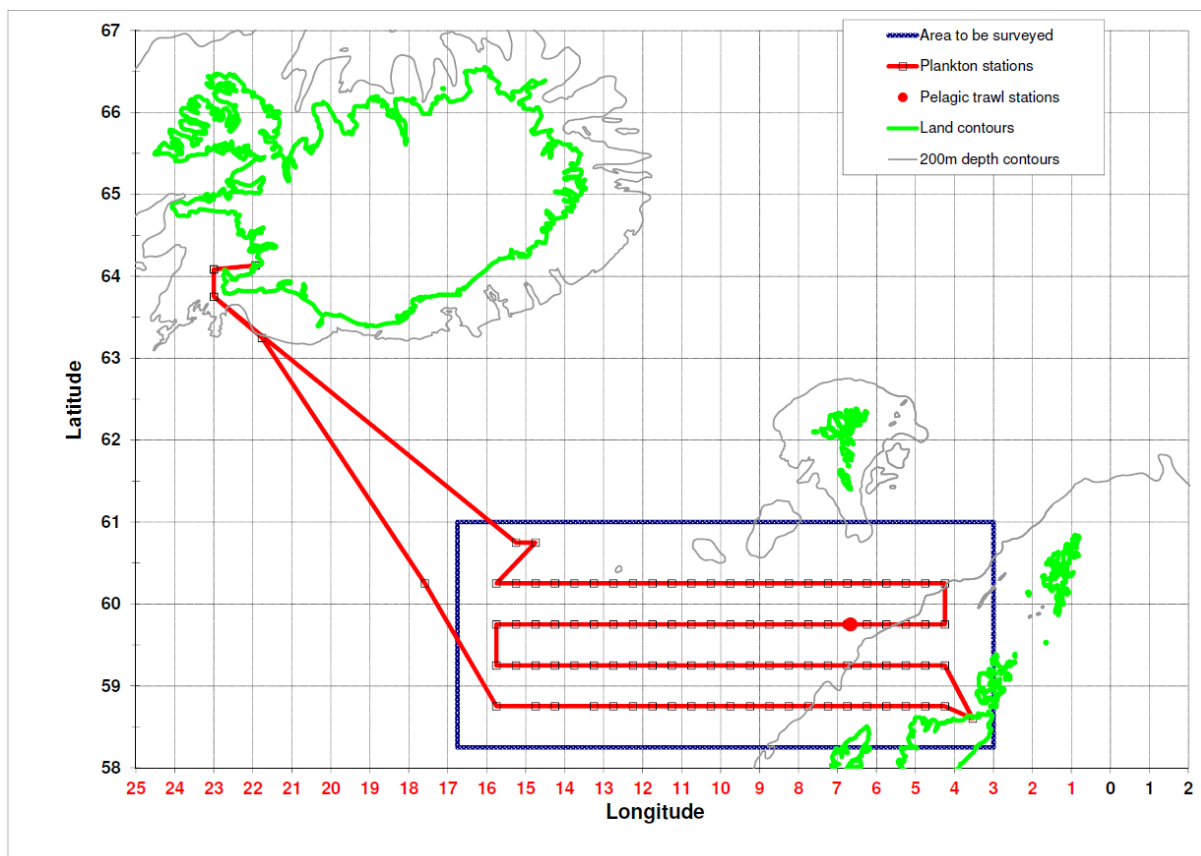 67
66
65
64
63
62
61
60
59
58
Latitude
Area to be surveyed
Plankton stations
Pelagic trawl stations
Land contours
200m depth contours
25 24 23 22 21 20 19 18 17 16 15 14 13 12 11 10 9 8 7 6 5 4 3 2 1 0 1 2
Longitude